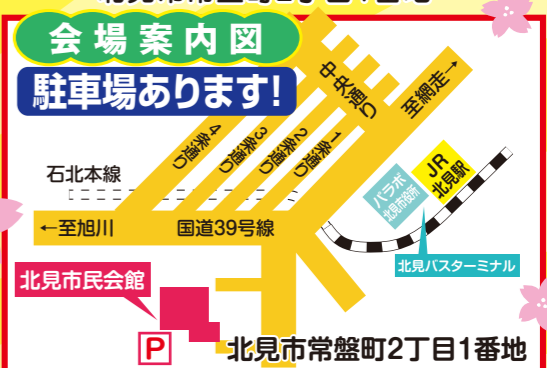 会場案内図
駐車場あります!
中央通り
至網走→
4条通り
3条通り
2条通り
1条通り
石北本線
パラボ
北見市役所
JR
北見駅
←至旭川
国道39号線
北見バスターミナル
北見市民会館
P
北見市常盤町2丁目1番地